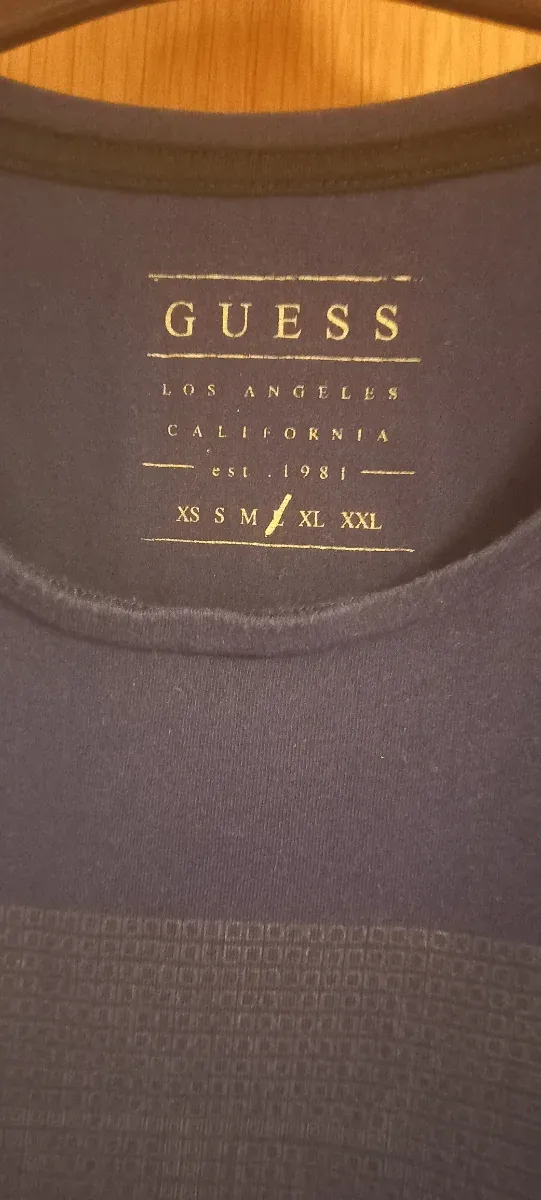 GUESS
LOS ANGELES
CALIFORNIA
est. 1981
XS S M L XL XXL